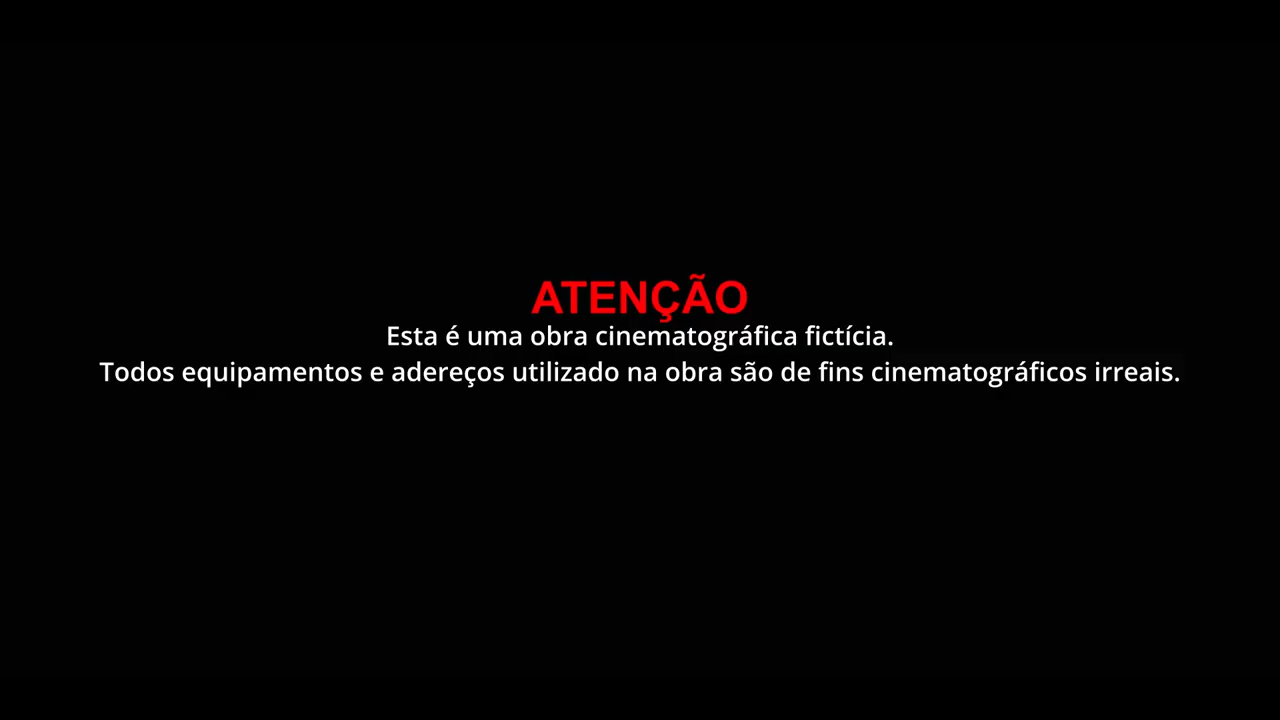 ATENÇÃO
Esta é uma obra cinematográfica fictícia.
Todos equipamentos e adereços utilizado na obra são de fins cinematográficos irreais.